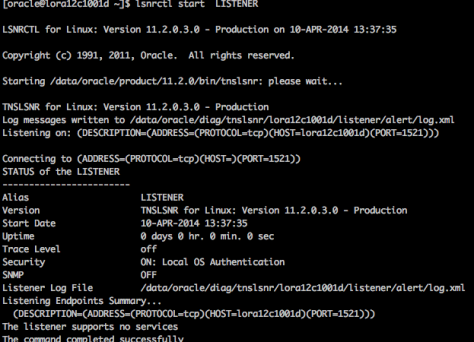 [oracle@lora12c1001d ~]$ lsnrctl start  LISTENER
LSNRCTL for Linux: Version 11.2.0.3.0 - Production on 10-APR-2014 13:37:35
Copyright (c) 1991, 2011, Oracle.  All rights reserved.
Starting /data/oracle/product/11.2.0/bin/tnslsnr: please wait...
TNSLSNR for Linux: Version 11.2.0.3.0 - Production
Log messages written to /data/oracle/diag/tnslsnr/lora12c1001d/listener/alert/log.xml
Listening on: (DESCRIPTION=(ADDRESS=(PROTOCOL=tcp)(HOST=lora12c1001d)(PORT=1521)))
Connecting to (ADDRESS=(PROTOCOL=tcp)(HOST=)(PORT=1521))
STATUS of the LISTENER
------------------------
Alias                     LISTENER
Version                   TNSLSNR for Linux: Version 11.2.0.3.0 - Production
Start Date                10-APR-2014 13:37:35
Uptime                    0 days 0 hr. 0 min. 0 sec
Trace Level               off
Security                  ON: Local OS Authentication
SNMP                      OFF
Listener Log File         /data/oracle/diag/tnslsnr/lora12c1001d/listener/alert/log.xml
Listening Endpoints Summary...
  (DESCRIPTION=(ADDRESS=(PROTOCOL=tcp)(HOST=lora12c1001d)(PORT=1521)))
The listener supports no services
The command completed successfully